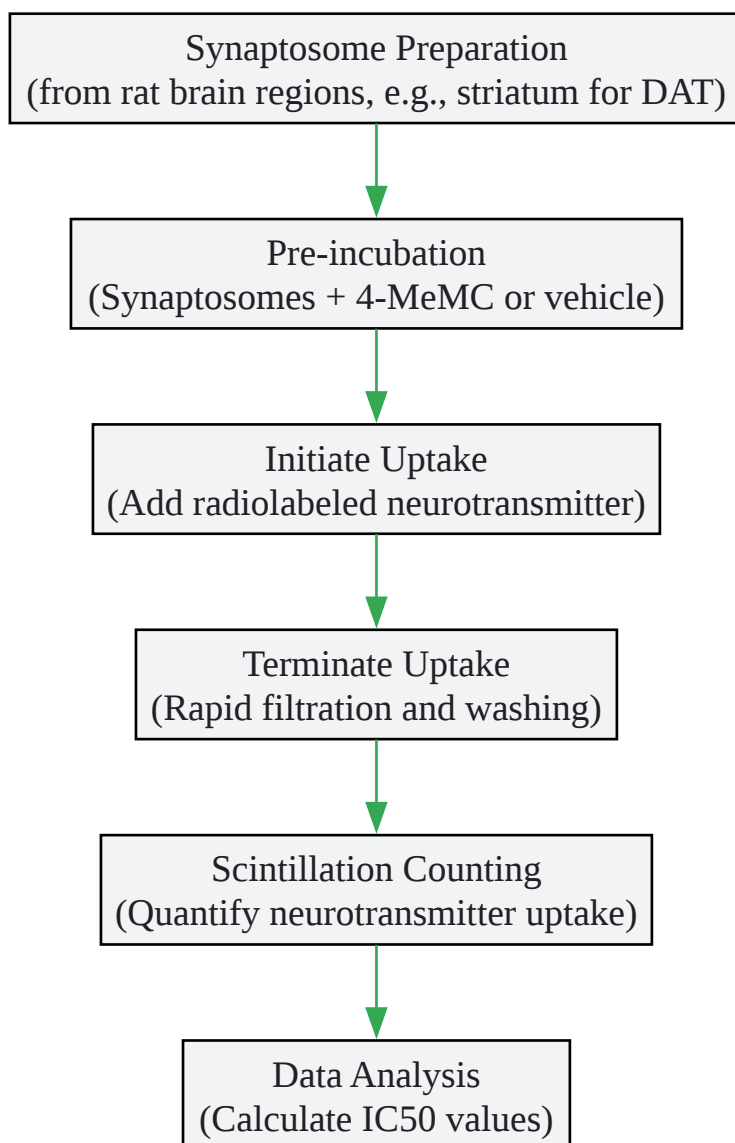 Synaptosome Preparation
(from rat brain regions, e.g., striatum for DAT)
Pre-incubation
(Synaptosomes + 4-MeMC or vehicle)
Initiate Uptake
(Add radiolabeled neurotransmitter)
Terminate Uptake
(Rapid filtration and washing)
Scintillation Counting
(Quantify neurotransmitter uptake)
Data Analysis
(Calculate IC50 values)